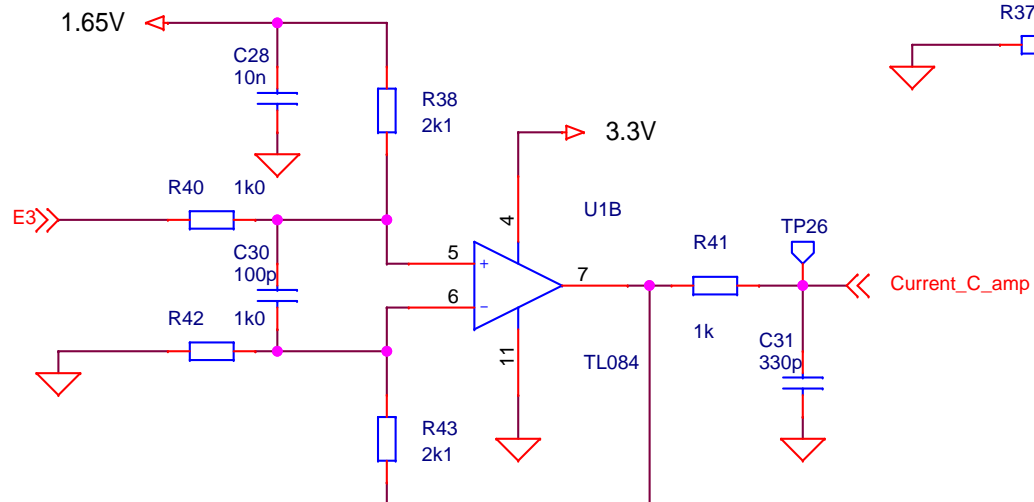 R37
1.65V
C28
10n
R38
2k1
3.3V
R40 1k0
4
U1B
E3
TP26
C30
100p
R41
5
+
7
6
−
Current_C_amp
R42 1k0
1k
11
TL084
C31
330p
R43
2k1